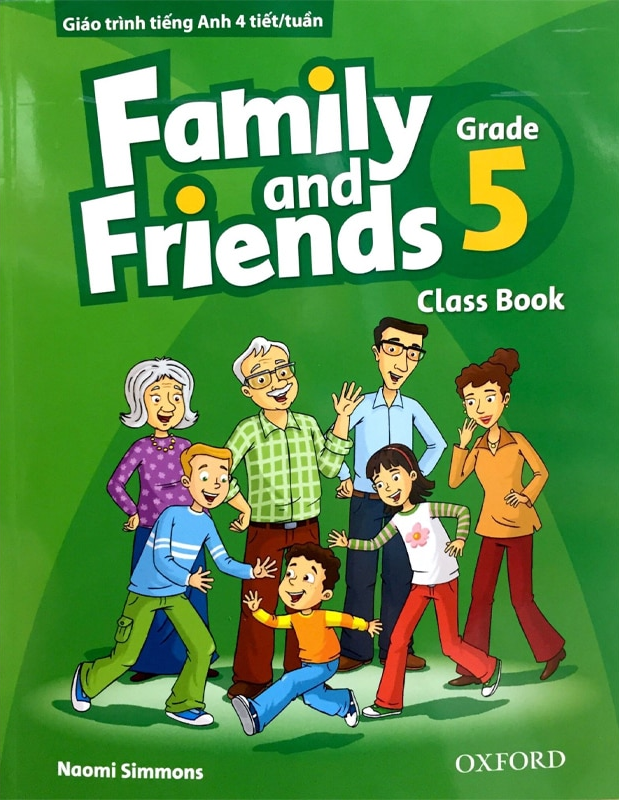 Giáo trình tiếng Anh 4 tiết/tuần
Family
and
Friends
Grade
5
Class Book
Naomi Simmons
OXFORD